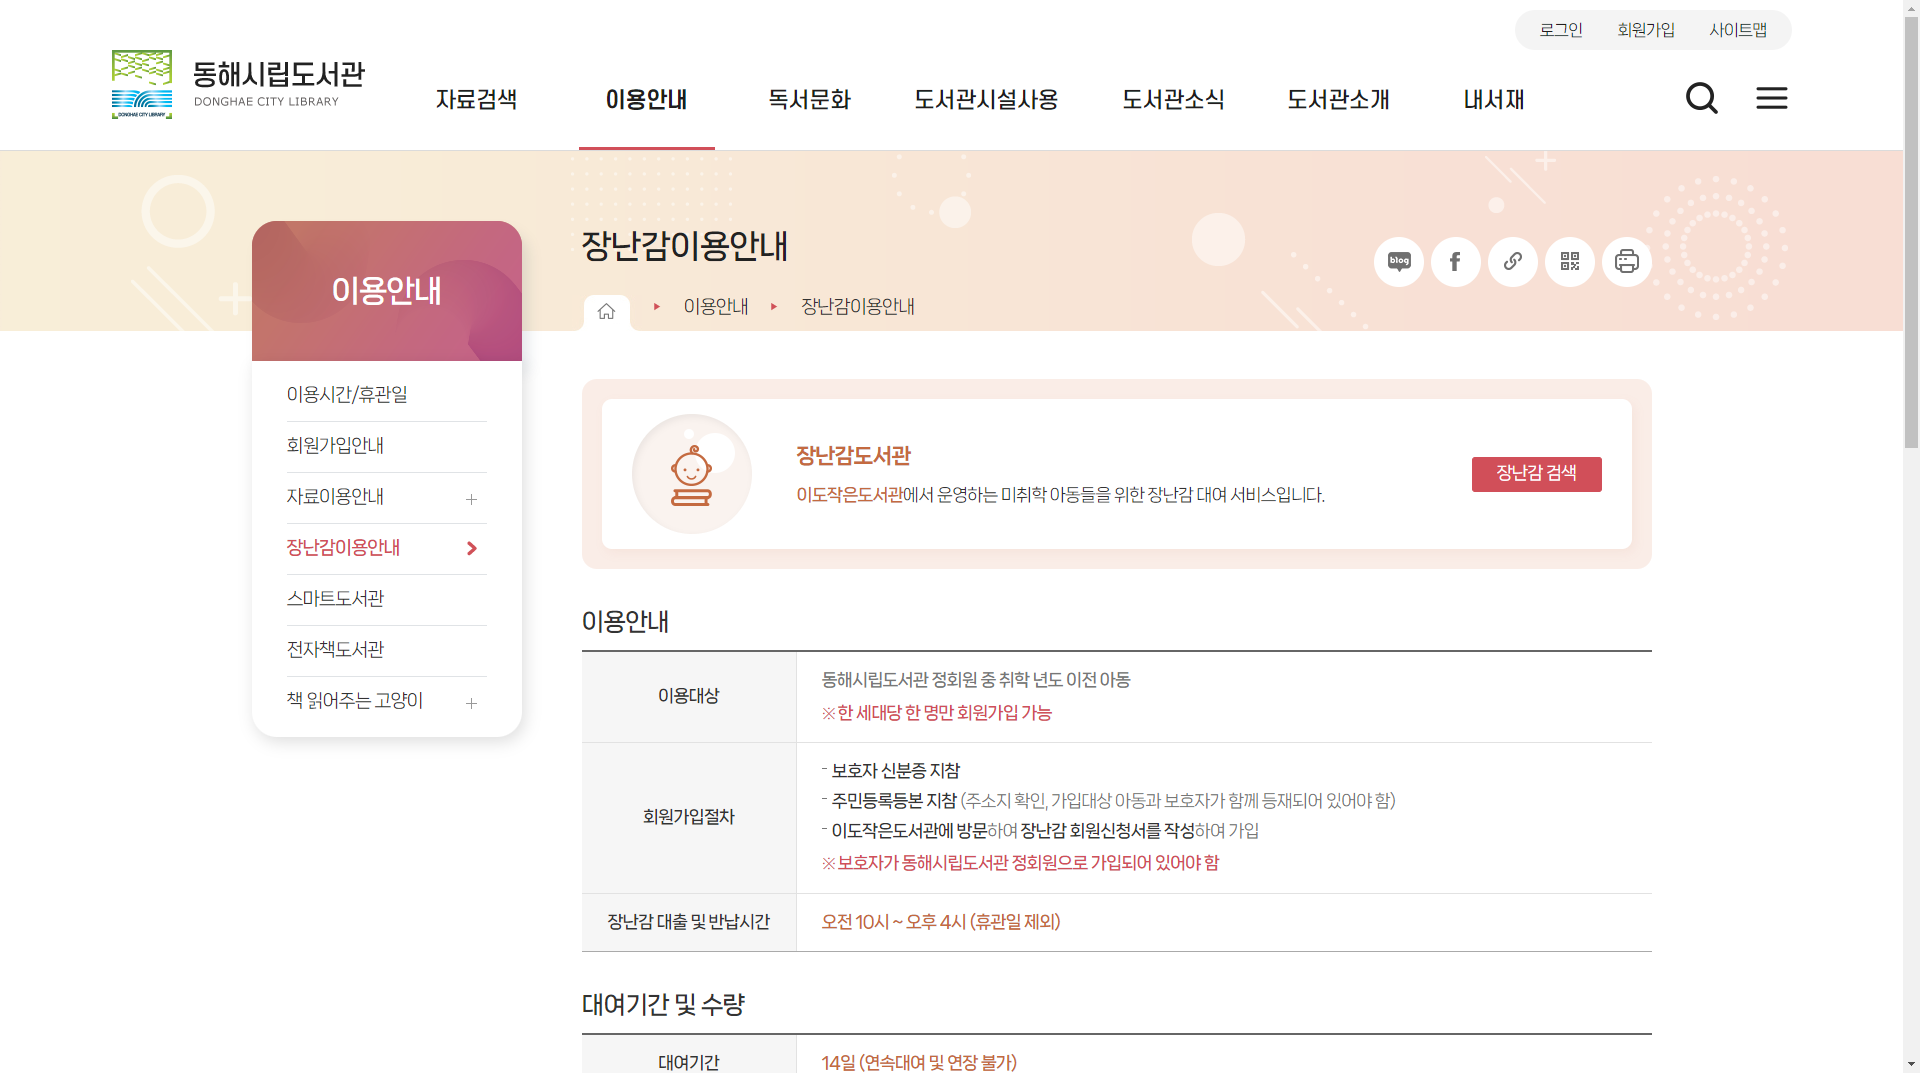 로그인 회원가입 사이트맵
동해시립도서관
DONGHAE CITY LIBRARY
DONGHAE CITY LIBRARY
자료검색 이용안내 독서문화 도서관시설사용 도서관소식 도서관소개 내서재
이용안내
이용시간/휴관일
회원가입안내
자료이용안내
장난감이용안내
스마트도서관
전자책도서관
책 읽어주는 고양이
장난감이용안내
이용안내 장난감이용안내
blog
장난감도서관
이도작은도서관에서 운영하는 미취학 아동들을 위한 장난감 대여 서비스입니다.
장난감 검색
이용안내
이용대상
동해시립도서관 정회원 중 취학 년도 이전 아동
※한 세대당 한 명만 회원가입 가능
회원가입절차
- 보호자 신분증 지참
- 주민등록등본 지참 (주소지 확인, 가입대상 아동과 보호자가 함께 등재되어 있어야 함)
- 이도작은도서관에 방문하여 장난감 회원신청서를 작성하여 가입
※보호자가 동해시립도서관 정회원으로 가입되어 있어야 함
장난감 대출 및 반납시간
오전 10시 ~ 오후 4시 (휴관일 제외)
대여기간 및 수량
대여기간
14일 (연속대여 및 연장 불가)